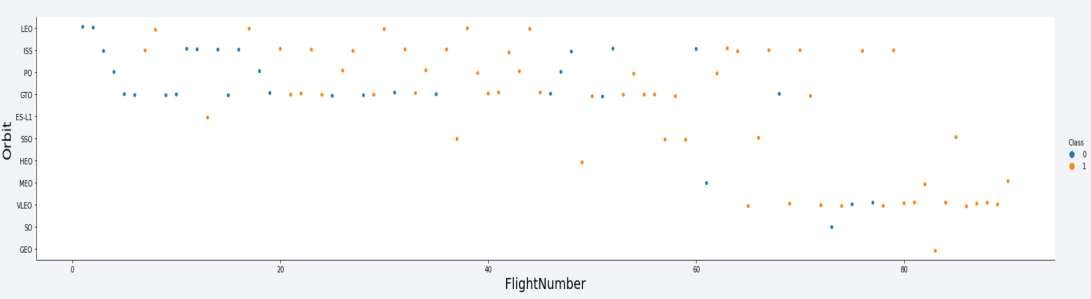 LEO
ISS
PO
GTO
ES-L1
SSO
HEO
MEO
VLEO
SO
GEO
Orbit
0 20 40 60 80
FlightNumber
Class
0
1